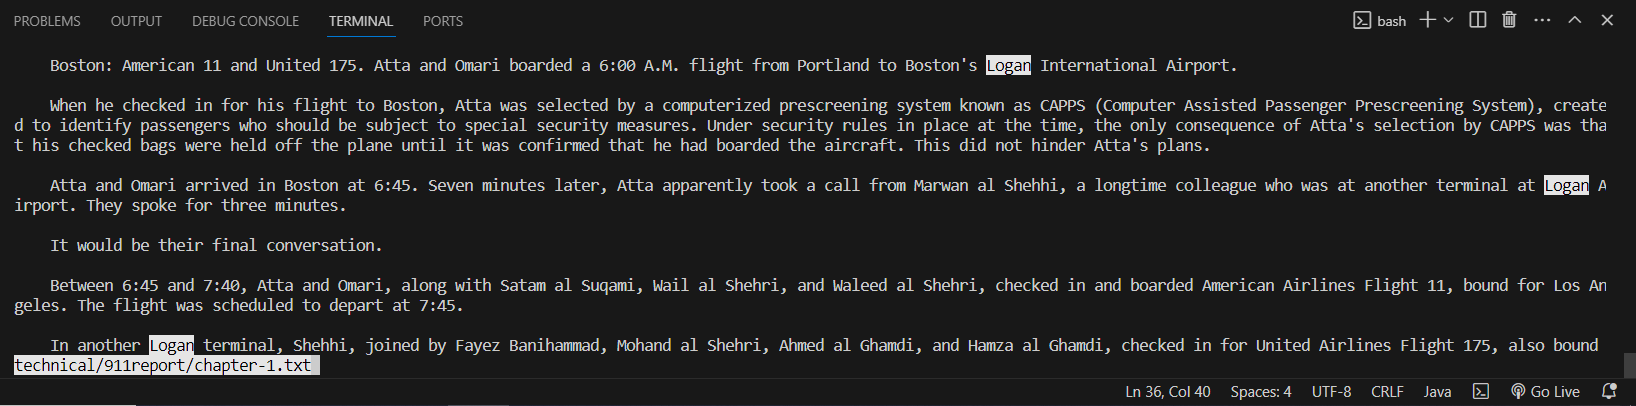 PROBLEMS OUTPUT DEBUG CONSOLE TERMINAL PORTS bash
Boston: American 11 and United 175. Atta and Omari boarded a 6:00 A.M. flight from Portland to Boston's Logan International Airport.
When he checked in for his flight to Boston, Atta was selected by a computerized prescreening system known as CAPPS (Computer Assisted Passenger Prescreening System), create
d to identify passengers who should be subject to special security measures. Under security rules in place at the time, the only consequence of Atta's selection by CAPPS was tha
t his checked bags were held off the plane until it was confirmed that he had boarded the aircraft. This did not hinder Atta's plans.
Atta and Omari arrived in Boston at 6:45. Seven minutes later, Atta apparently took a call from Marwan al Shehhi, a longtime colleague who was at another terminal at Logan A
irport. They spoke for three minutes.
It would be their final conversation.
Between 6:45 and 7:40, Atta and Omari, along with Satam al Suqami, Wail al Shehri, and Waleed al Shehri, checked in and boarded American Airlines Flight 11, bound for Los An
geles. The flight was scheduled to depart at 7:45.
In another Logan terminal, Shehhi, joined by Fayez Banihammad, Mohand al Shehri, Ahmed al Ghamdi, and Hamza al Ghamdi, checked in for United Airlines Flight 175, also bound
technical/911report/chapter-1.txt
Ln 36, Col 40 Spaces: 4 UTF-8 CRLF Java Go Live